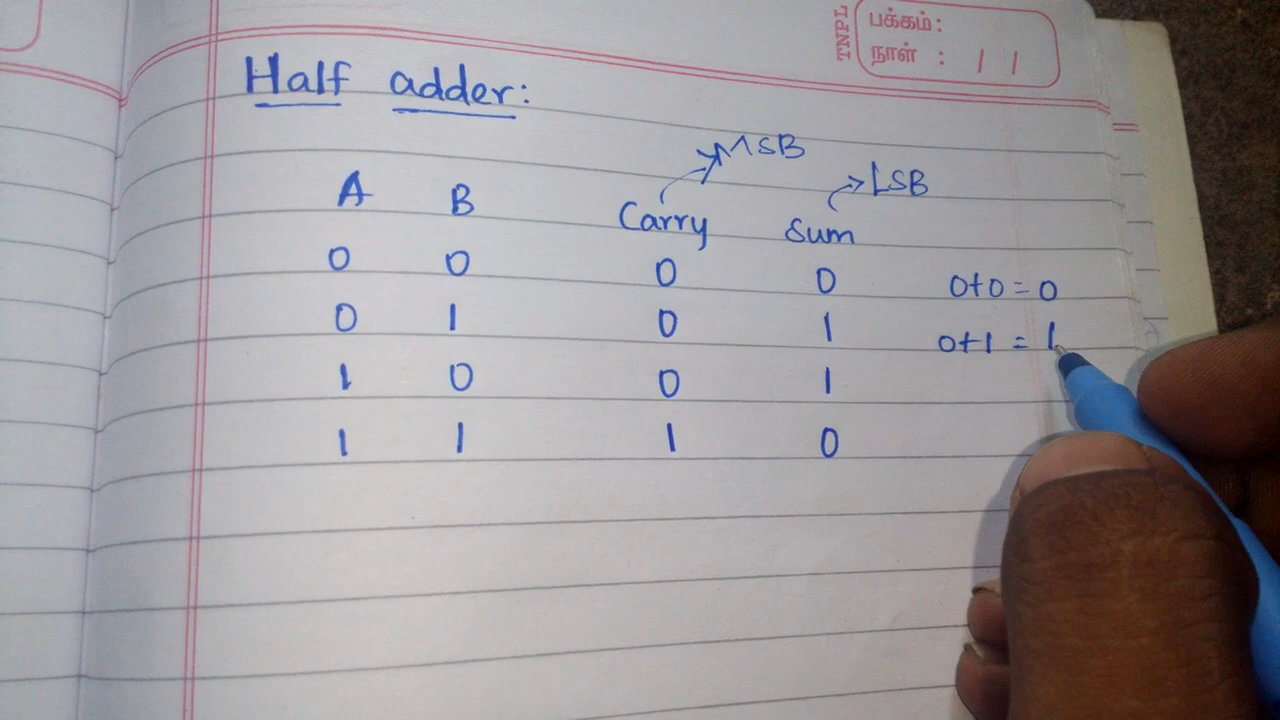 TNPL
பக்கம்:
நாள் : / /
Half adder:
MSB
LSB
A B Carry Sum
0 0 0 0 0+0=0
0 1 0 1 0+1=1
1 0 0 1
1 1 1 0